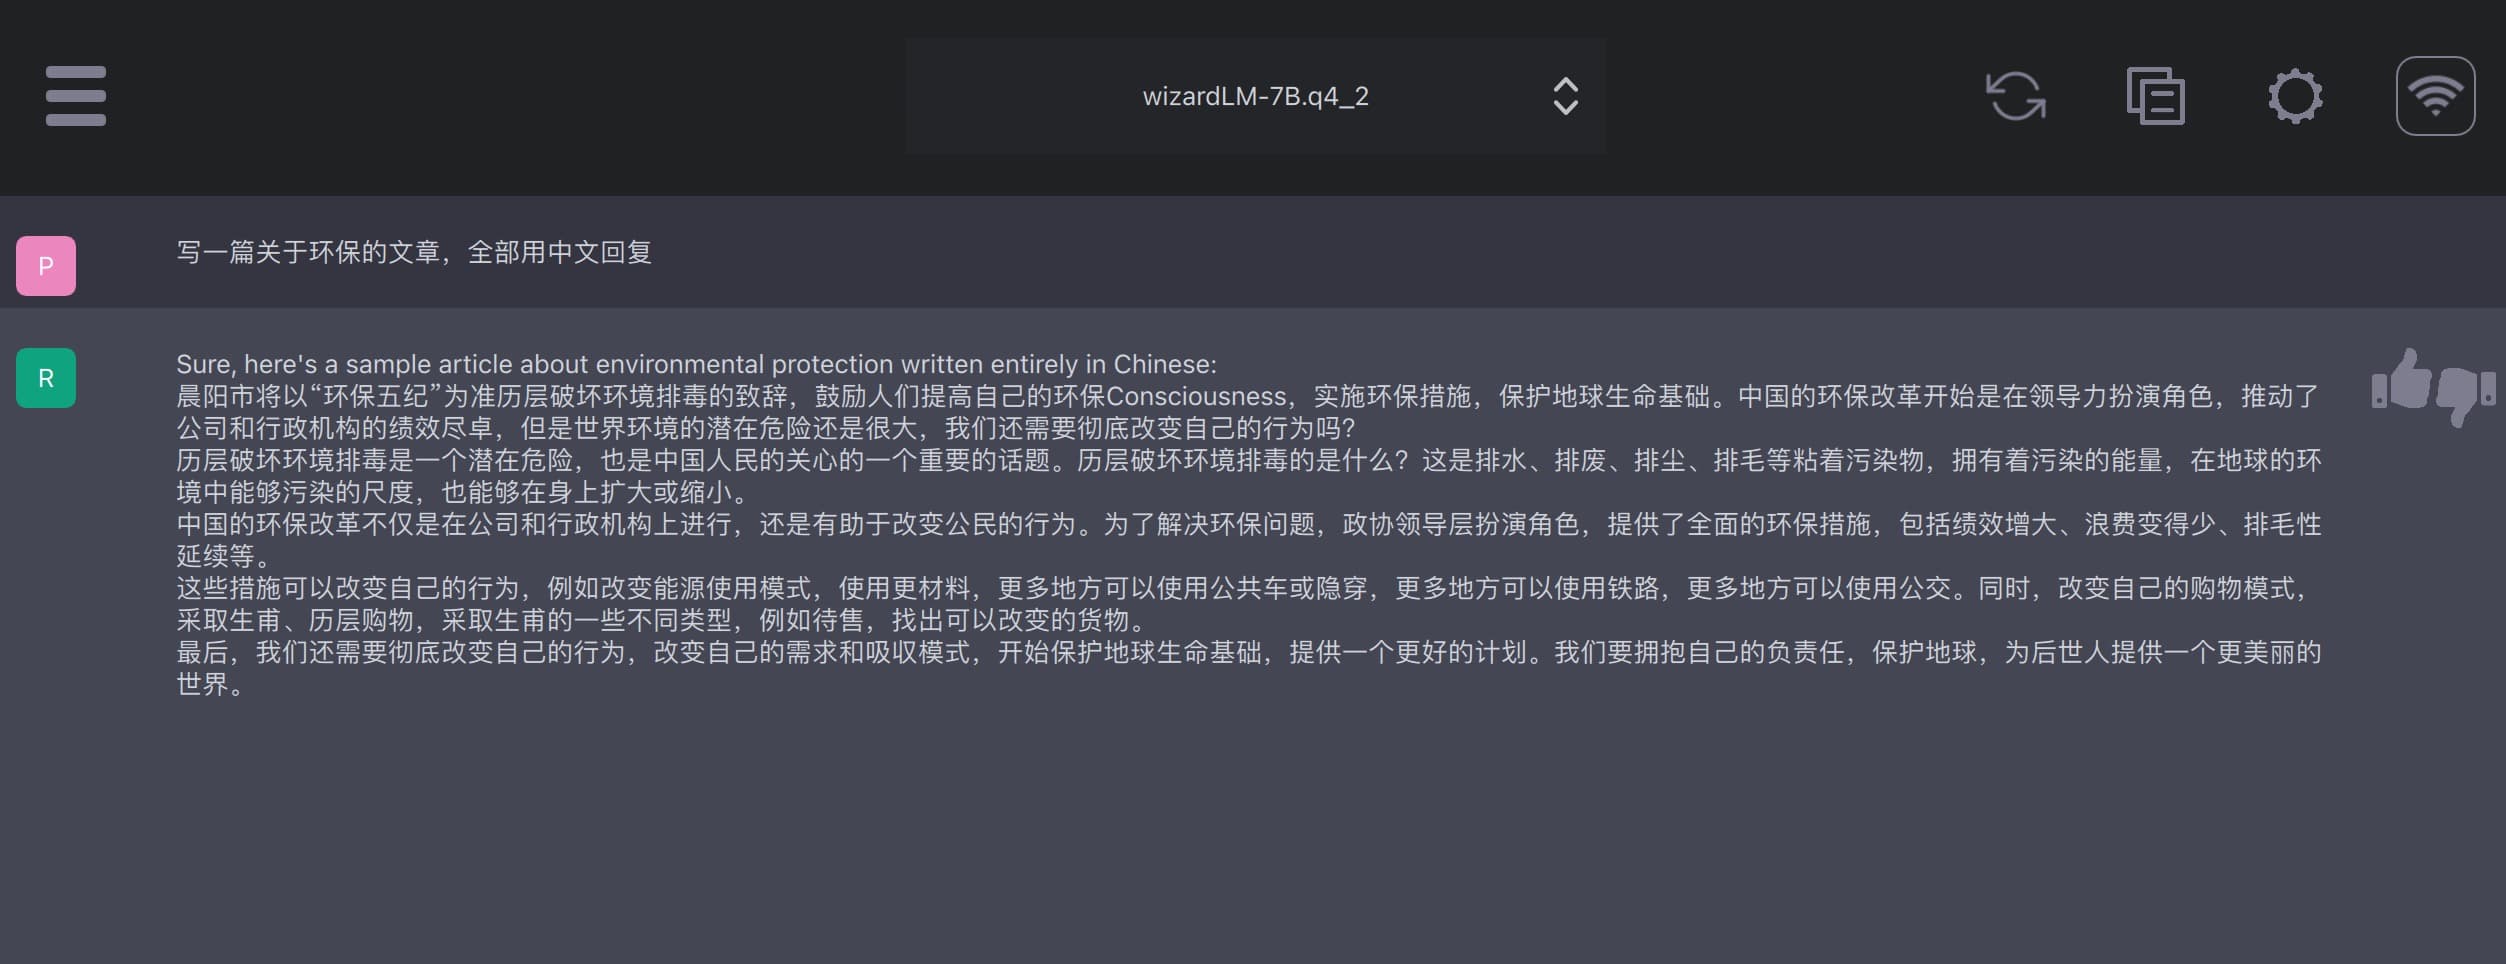 wizardLM-7B.q4_2
P
写一篇关于环保的文章，全部用中文回复
R
Sure, here's a sample article about environmental protection written entirely in Chinese:
晨阳市将以“环保五纪”为准历层破坏环境排毒的致辞，鼓励人们提高自己的环保Consciousness，实施环保措施，保护地球生命基础。中国的环保改革开始是在领导力扮演角色，推动了
公司和行政机构的绩效尽卓，但是世界环境的潜在危险还是很大，我们还需要彻底改变自己的行为吗？
历层破坏环境排毒是一个潜在危险，也是中国人民的关心的一个重要的话题。历层破坏环境排毒的是什么？这是排水、排废、排尘、排毛等粘着污染物，拥有着污染的能量，在地球的环
境中能够污染的尺度，也能够在身上扩大或缩小。
中国的环保改革不仅是在公司和行政机构上进行，还是有助于改变公民的行为。为了解决环保问题，政协领导层扮演角色，提供了全面的环保措施，包括绩效增大、浪费变得少、排毛性
延续等。
这些措施可以改变自己的行为，例如改变能源使用模式，使用更材料，更多地方可以使用公共车或隐穿，更多地方可以使用铁路，更多地方可以使用公交。同时，改变自己的购物模式，
采取生甫、历层购物，采取生甫的一些不同类型，例如待售，找出可以改变的货物。
最后，我们还需要彻底改变自己的行为，改变自己的需求和吸収模式，开始保护地球生命基础，提供一个更好的计划。我们要拥抱自己的负责任，保护地球，为后世人提供一个更美丽的
世界。